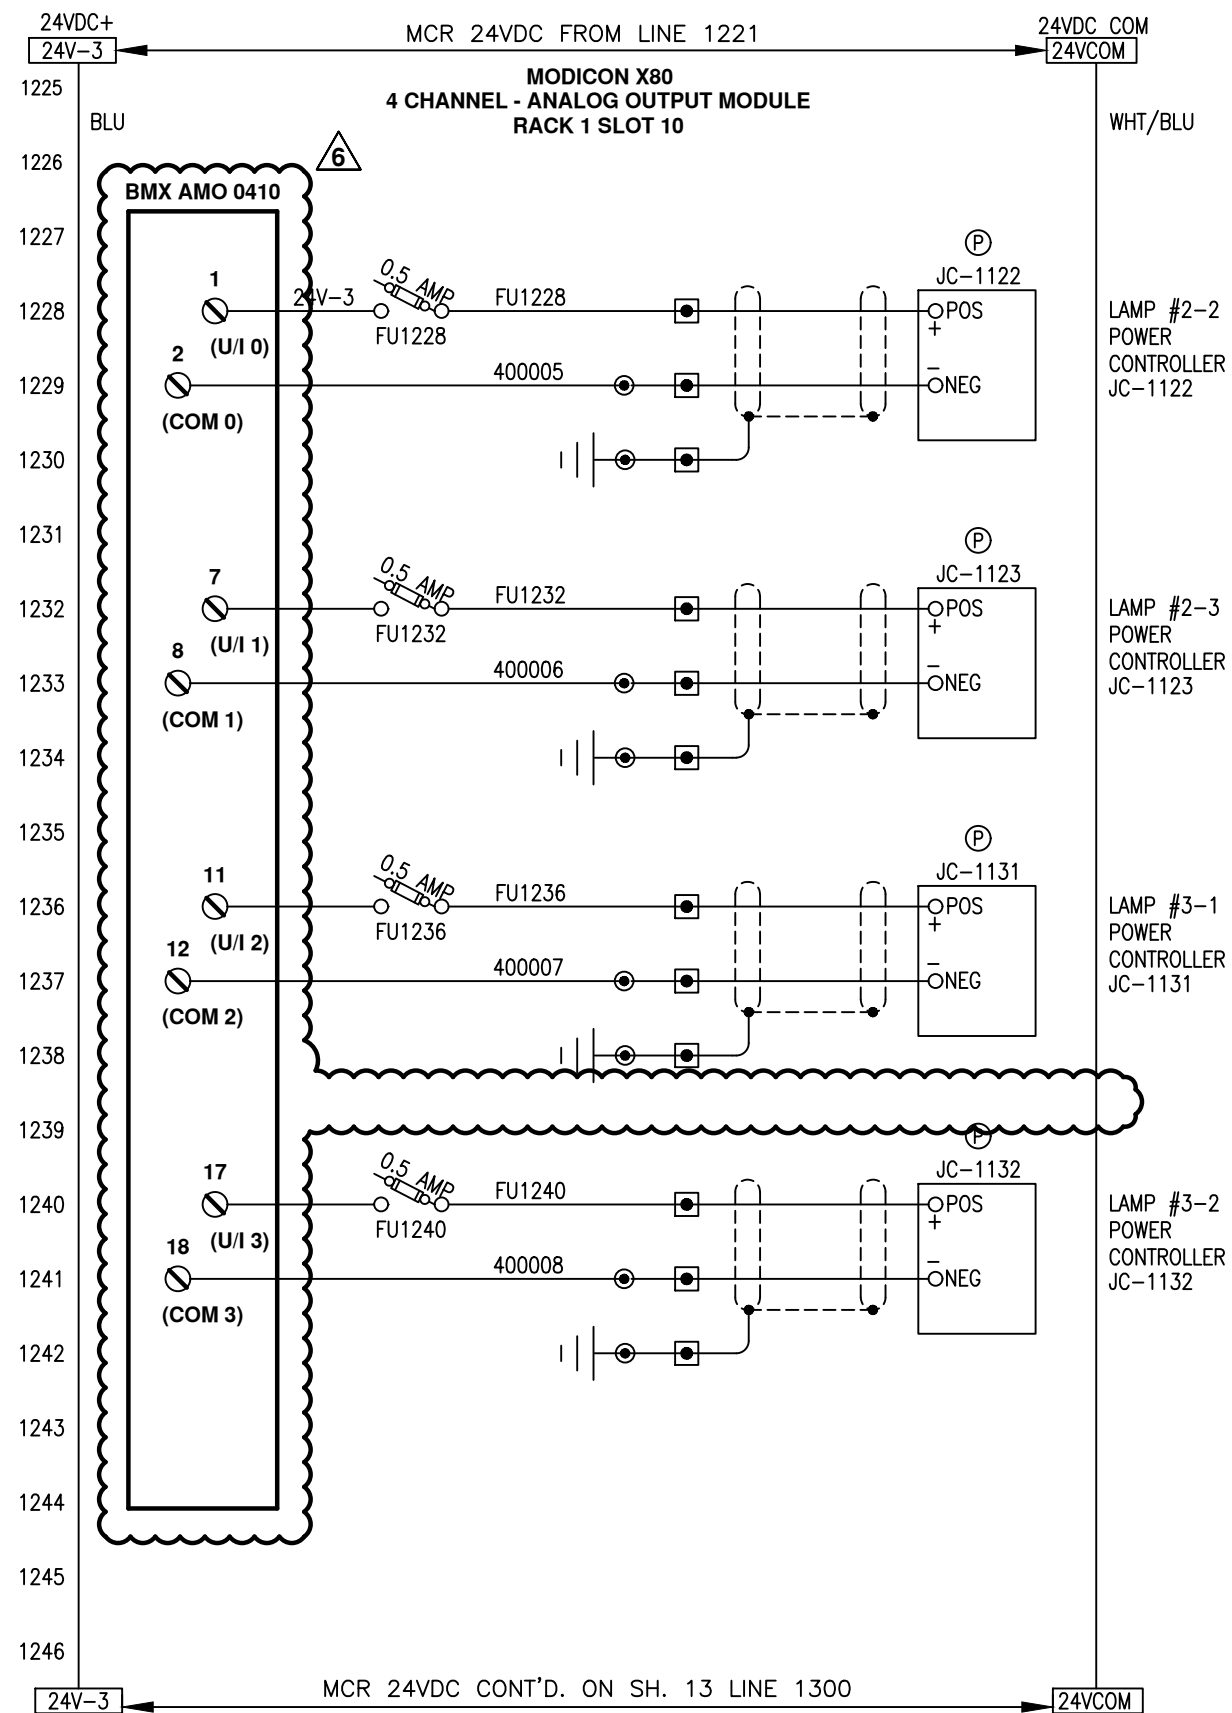 24VDC+
24V-3
MCR 24VDC FROM LINE 1221
24VDC COM
24VCOM
MODICON X80
4 CHANNEL - ANALOG OUTPUT MODULE
RACK 1 SLOT 10
1225
BLU
WHT/BLU
1226
6
BMX AMO 0410
1227
P
JC-1122
1
24V-3
0.5 AMP
FU1228
1228
FU1228
POS
+
LAMP #2-2
POWER
CONTROLLER
JC-1122
(U/I 0)
2
400005
1229
−
NEG
(COM 0)
1230
1231
P
JC-1123
7
0.5 AMP
FU1232
1232
FU1232
POS
+
LAMP #2-3
POWER
CONTROLLER
JC-1123
(U/I 1)
8
400006
1233
−
NEG
(COM 1)
1234
1235
P
JC-1131
11
0.5 AMP
FU1236
1236
FU1236
POS
+
LAMP #3-1
POWER
CONTROLLER
JC-1131
(U/I 2)
12
400007
1237
−
NEG
(COM 2)
1238
1239
P
JC-1132
17
0.5 AMP
FU1240
1240
FU1240
POS
+
LAMP #3-2
POWER
CONTROLLER
JC-1132
(U/I 3)
18
400008
1241
−
NEG
(COM 3)
1242
1243
1244
1245
1246
24V-3
MCR 24VDC CONT'D. ON SH. 13 LINE 1300
24VCOM